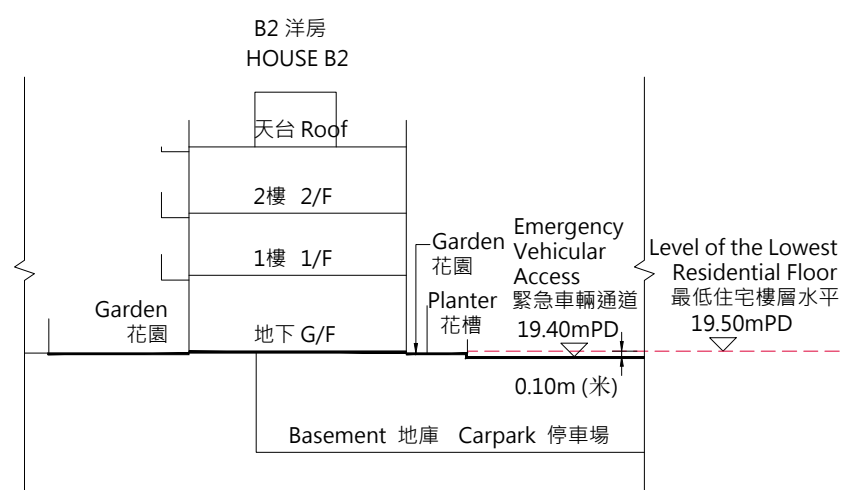 B2 洋房
HOUSE B2
天台 Roof
2樓 2/F
1樓 1/F
地下 G/F
Garden
花園
Garden
花園
Planter
花槽
Emergency
Vehicular
Access
緊急車輛通道
19.40mPD
Level of the Lowest
Residential Floor
最低住宅樓層水平
19.50mPD
0.10m (米)
Basement 地庫 Carpark 停車場